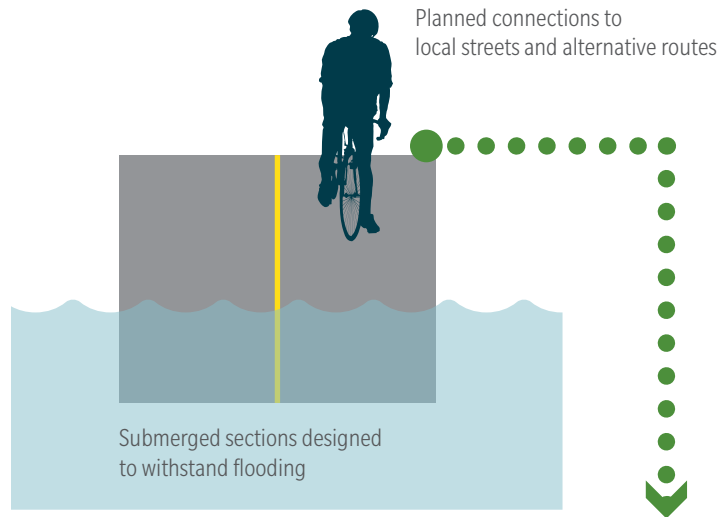 Planned connections to
local streets and alternative routes
Submerged sections designed
to withstand flooding